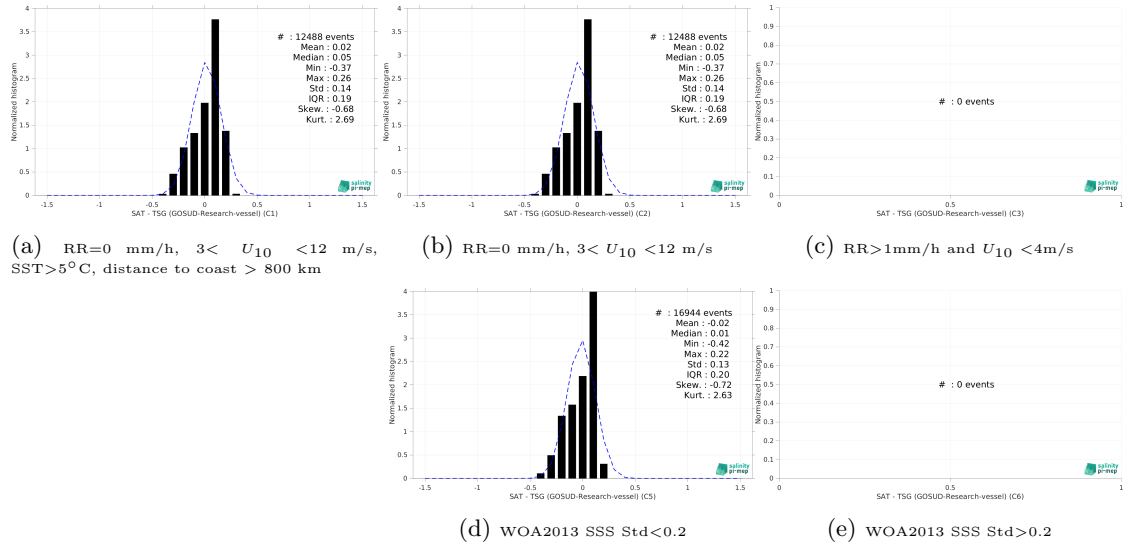 4
3.5
3
2.5
2
1.5
1
0.5
0
Normalized histogram
# : 12488 events
Mean : 0.02
Median : 0.05
Min : -0.37
Max : 0.26
Std : 0.14
IQR : 0.19
Skew. : -0.68
Kurt. : 2.69
salinity
pi-mep
-1.5 -1 -0.5 0 0.5 1 1.5
SAT - TSG (GOSUD-Research-vessel) (C1)
(a) RR=0 mm/h, 3< U10 <12 m/s,
SST>5°C, distance to coast > 800 km
4
3.5
3
2.5
2
1.5
1
0.5
0
Normalized histogram
# : 12488 events
Mean : 0.02
Median : 0.05
Min : -0.37
Max : 0.26
Std : 0.14
IQR : 0.19
Skew. : -0.68
Kurt. : 2.69
salinity
pi-mep
-1.5 -1 -0.5 0 0.5 1 1.5
SAT - TSG (GOSUD-Research-vessel) (C2)
(b) RR=0 mm/h, 3< U10 <12 m/s
1
0.9
0.8
0.7
0.6
0.5
0.4
0.3
0.2
0.1
0
Normalized histogram
# : 0 events
salinity
pi-mep
0.5 1
SAT - TSG (GOSUD-Research-vessel) (C3)
(c) RR>1mm/h and U10 <4m/s
4
3.5
3
2.5
2
1.5
1
0.5
0
Normalized histogram
# : 16944 events
Mean : -0.02
Median : 0.01
Min : -0.42
Max : 0.22
Std : 0.13
IQR : 0.20
Skew. : -0.72
Kurt. : 2.63
salinity
pi-mep
-1.5 -1 -0.5 0 0.5 1 1.5
SAT - TSG (GOSUD-Research-vessel) (C5)
(d) WOA2013 SSS Std<0.2
1
0.9
0.8
0.7
0.6
0.5
0.4
0.3
0.2
0.1
0
Normalized histogram
# : 0 events
salinity
pi-mep
0.5 1
SAT - TSG (GOSUD-Research-vessel) (C6)
(e) WOA2013 SSS Std>0.2